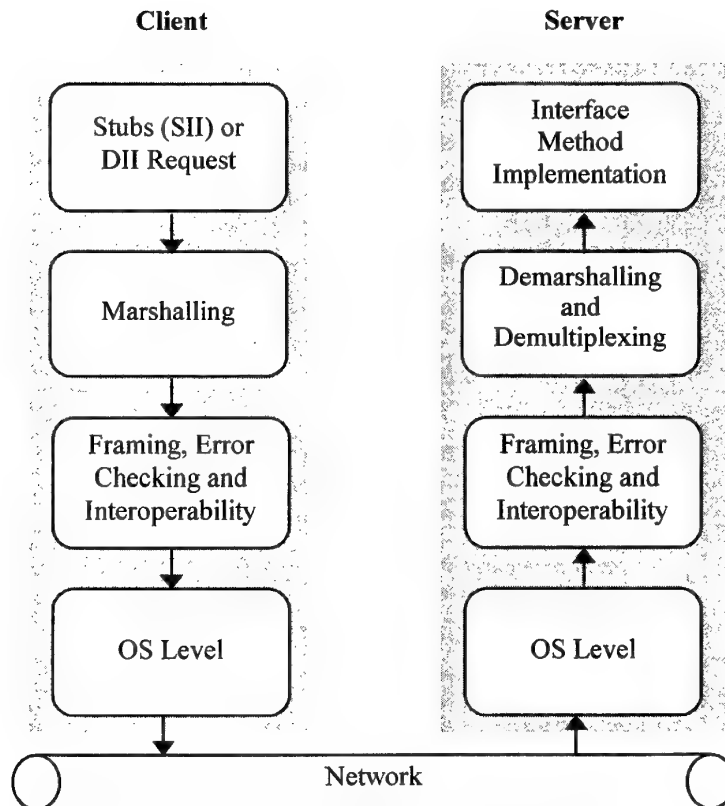 Client
Stubs (SII) or
DII Request
Marshalling
Framing, Error
Checking and
Interoperability
OS Level
Server
Interface
Method
Implementation
Demarshalling
and
Demultiplexing
Framing, Error
Checking and
Interoperability
OS Level
Network